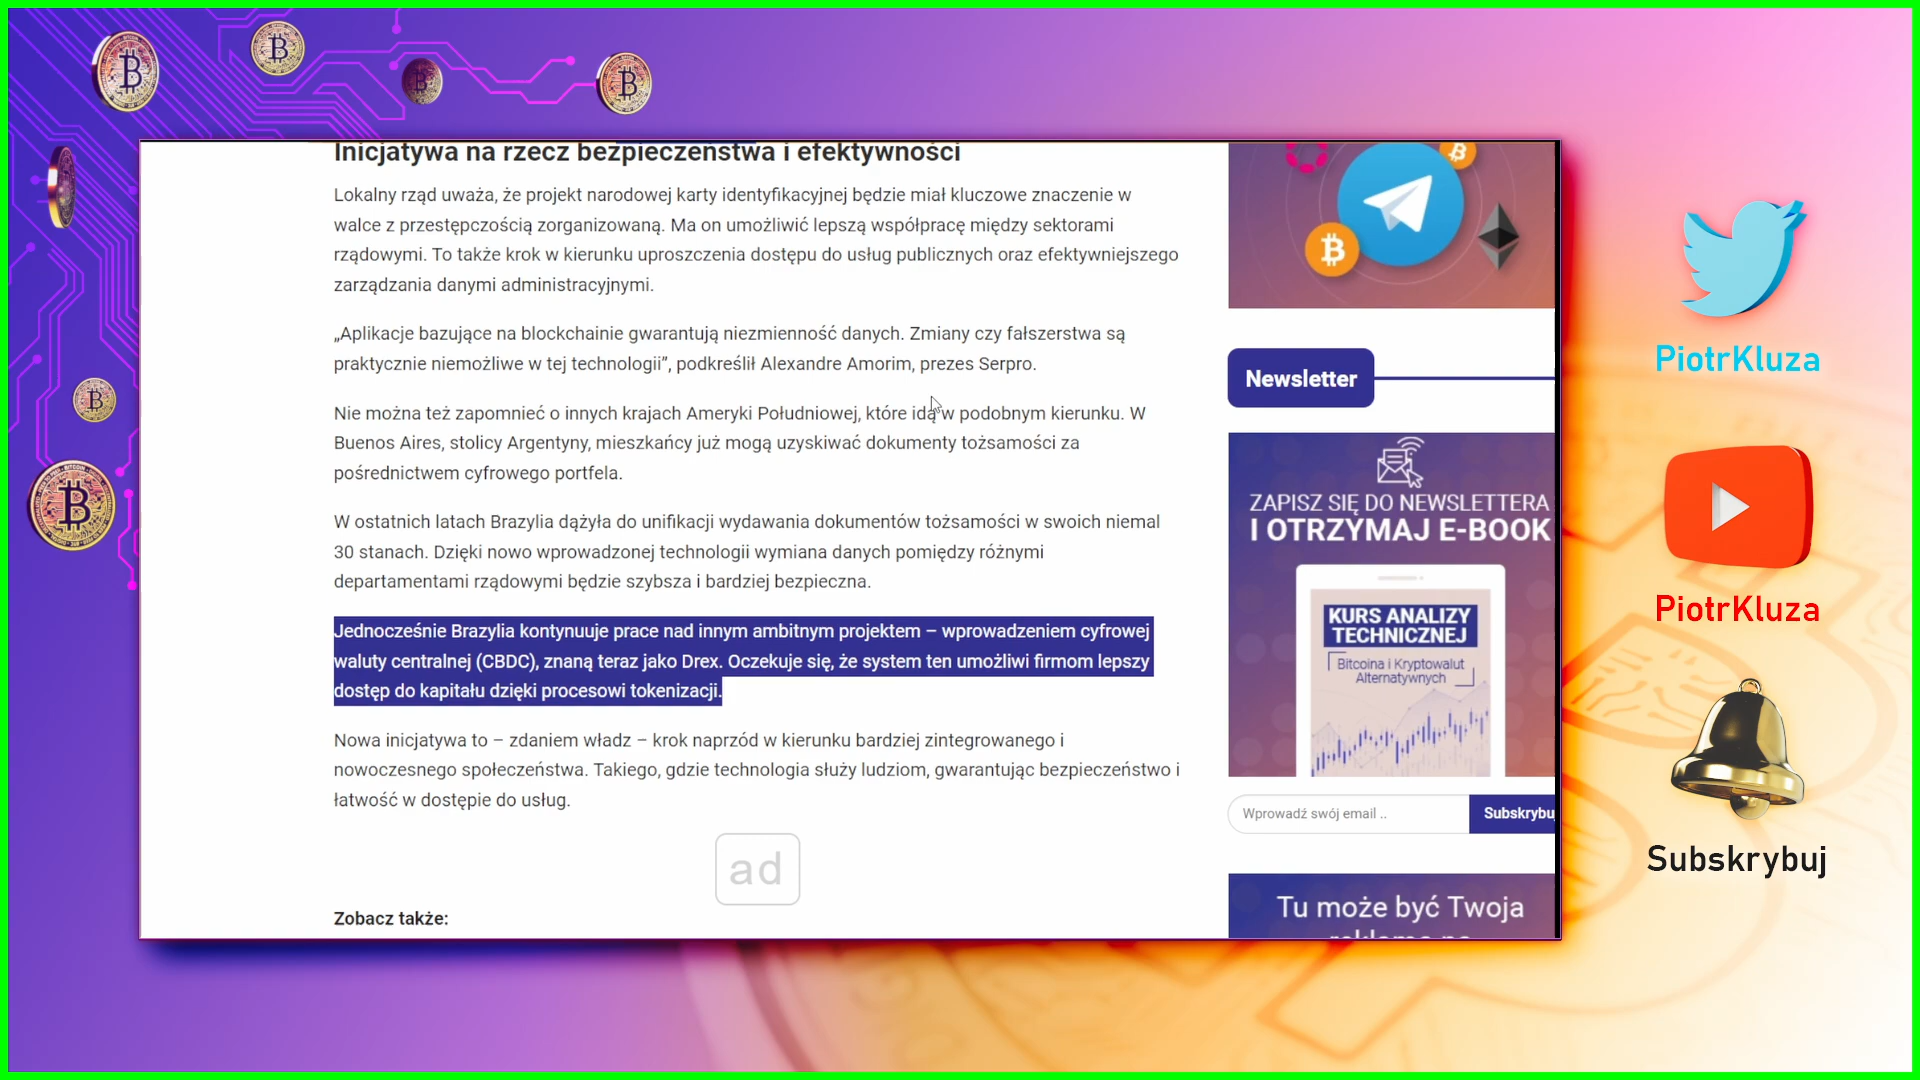 Inicjatywa na rzecz bezpieczeństwa i efektywności
Lokalny rząd uważa, że projekt narodowej karty identyfikacyjnej będzie miał kluczowe znaczenie w
walce z przestępczością zorganizowaną. Ma on umożliwić lepszą współpracę między sektorami
rządowymi. To także krok w kierunku uproszczenia dostępu do usług publicznych oraz efektywniejszego
zarządzania danymi administracyjnymi.
„Aplikacje bazujące na blockchainie gwarantują niezmienność danych. Zmiany czy fałszerstwa są
praktycznie niemożliwe w tej technologii”, podkreślił Alexandre Amorim, prezes Serpro.
Nie można też zapomnieć o innych krajach Ameryki Południowej, które idą w podobnym kierunku. W
Buenos Aires, stolicy Argentyny, mieszkańcy już mogą uzyskiwać dokumenty tożsamości za
pośrednictwem cyfrowego portfela.
W ostatnich latach Brazylia dążyła do unifikacji wydawania dokumentów tożsamości w swoich niemal
30 stanach. Dzięki nowo wprowadzonej technologii wymiana danych pomiędzy różnymi
departamentami rządowymi będzie szybsza i bardziej bezpieczna.
Jednocześnie Brazylia kontynuuje prace nad innym ambitnym projektem – wprowadzeniem cyfrowej
waluty centralnej (CBDC), znaną teraz jako Drex. Oczekuje się, że system ten umożliwi firmom lepszy
dostęp do kapitału dzięki procesowi tokenizacji.
Nowa inicjatywa to – zdaniem władz – krok naprzód w kierunku bardziej zintegrowanego i
nowoczesnego społeczeństwa. Takiego, gdzie technologia służy ludziom, gwarantując bezpieczeństwo i
łatwość w dostępie do usług.
ad
Zobacz także:
Newsletter
ZAPISZ SIĘ DO NEWSLETTERA
I OTRZYMAJ E-BOOK
KURS ANALIZY
TECHNICZNEJ
Bitcoina i Kryptowalut
Alternatywnych
Wprowadź swój email ..
Subskrybuj
Tu może być Twoja
PiotrKluza
PiotrKluza
Subskrybuj